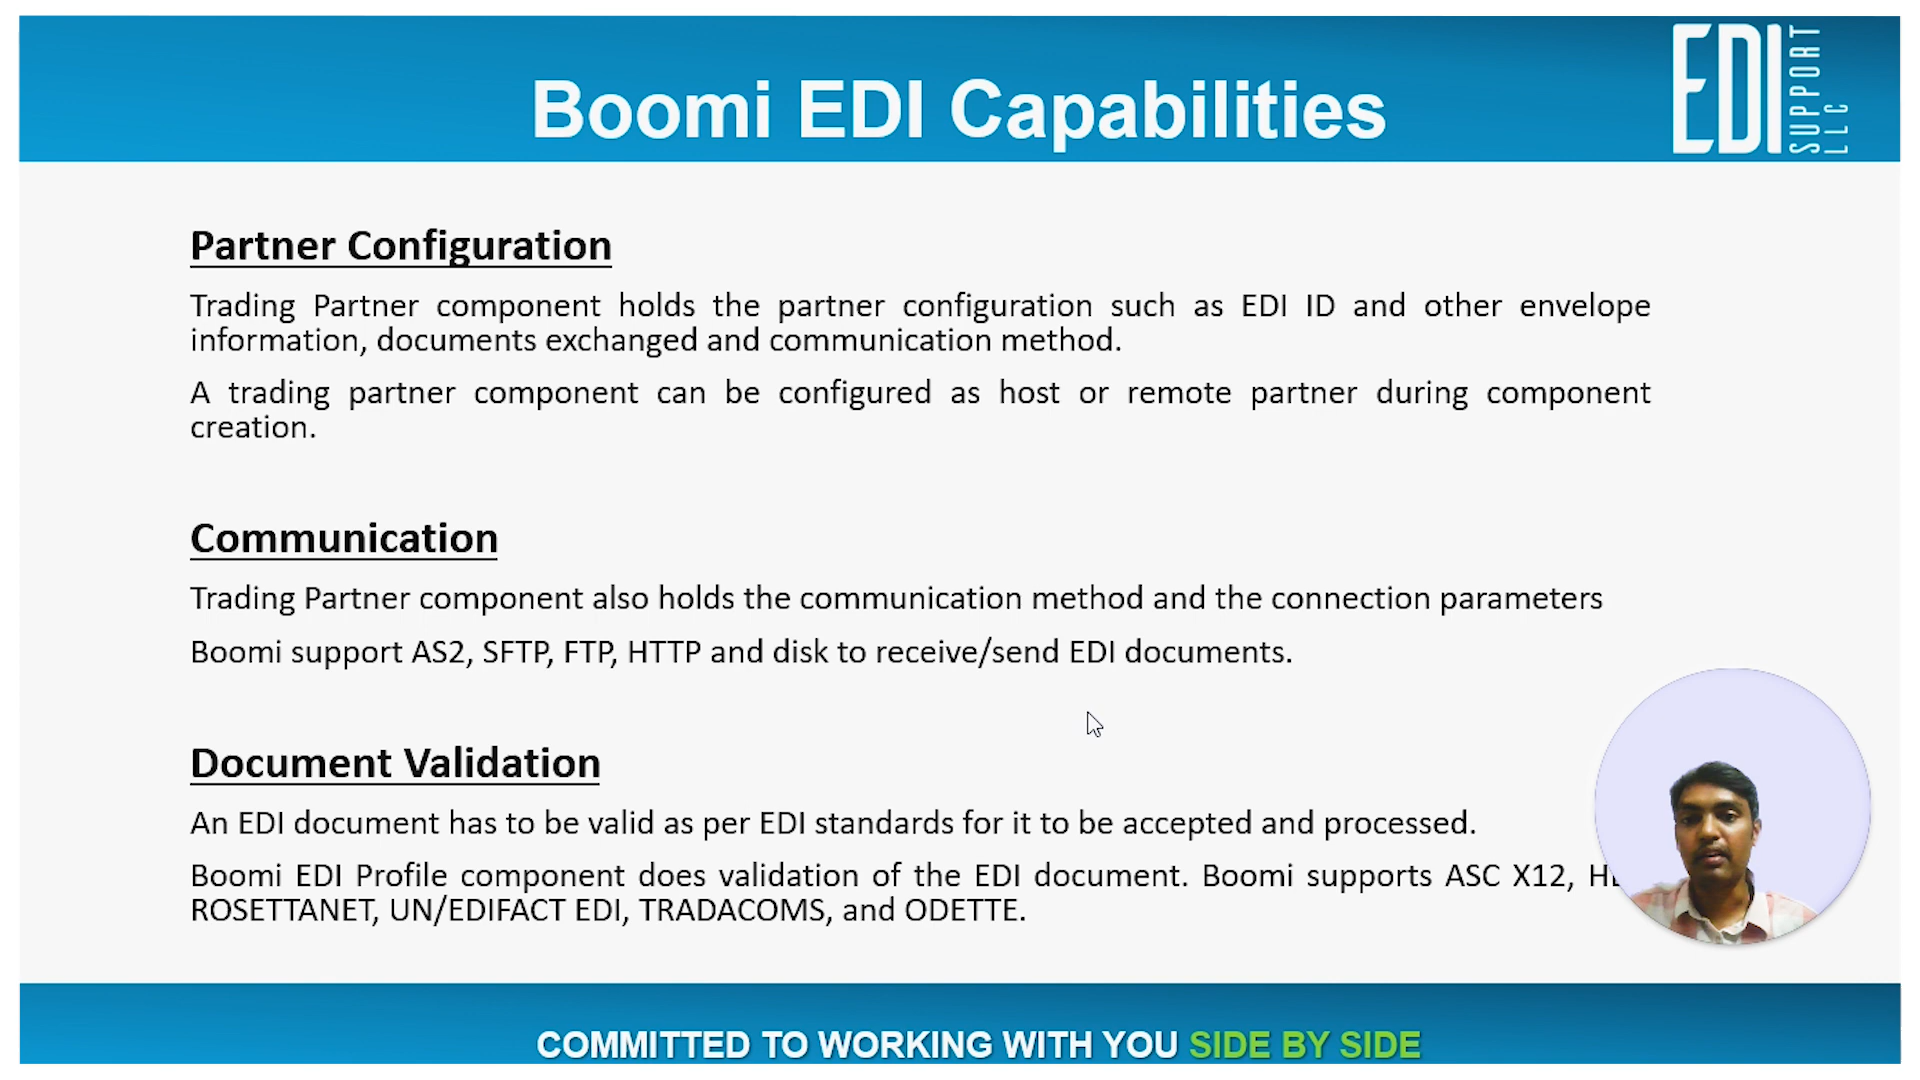 Boomi EDI Capabilities
EDI
SUPPORT
LLC
Partner Configuration
Trading Partner component holds the partner configuration such as EDI ID and other envelope
information, documents exchanged and communication method.
A trading partner component can be configured as host or remote partner during component
creation.
Communication
Trading Partner component also holds the communication method and the connection parameters
Boomi support AS2, SFTP, FTP, HTTP and disk to receive/send EDI documents.
Document Validation
An EDI document has to be valid as per EDI standards for it to be accepted and processed.
Boomi EDI Profile component does validation of the EDI document. Boomi supports ASC X12,
ROSETTANET, UN/EDIFACT EDI, TRADACOMS, and ODETTE.
COMMITTED TO WORKING WITH YOU SIDE BY SIDE